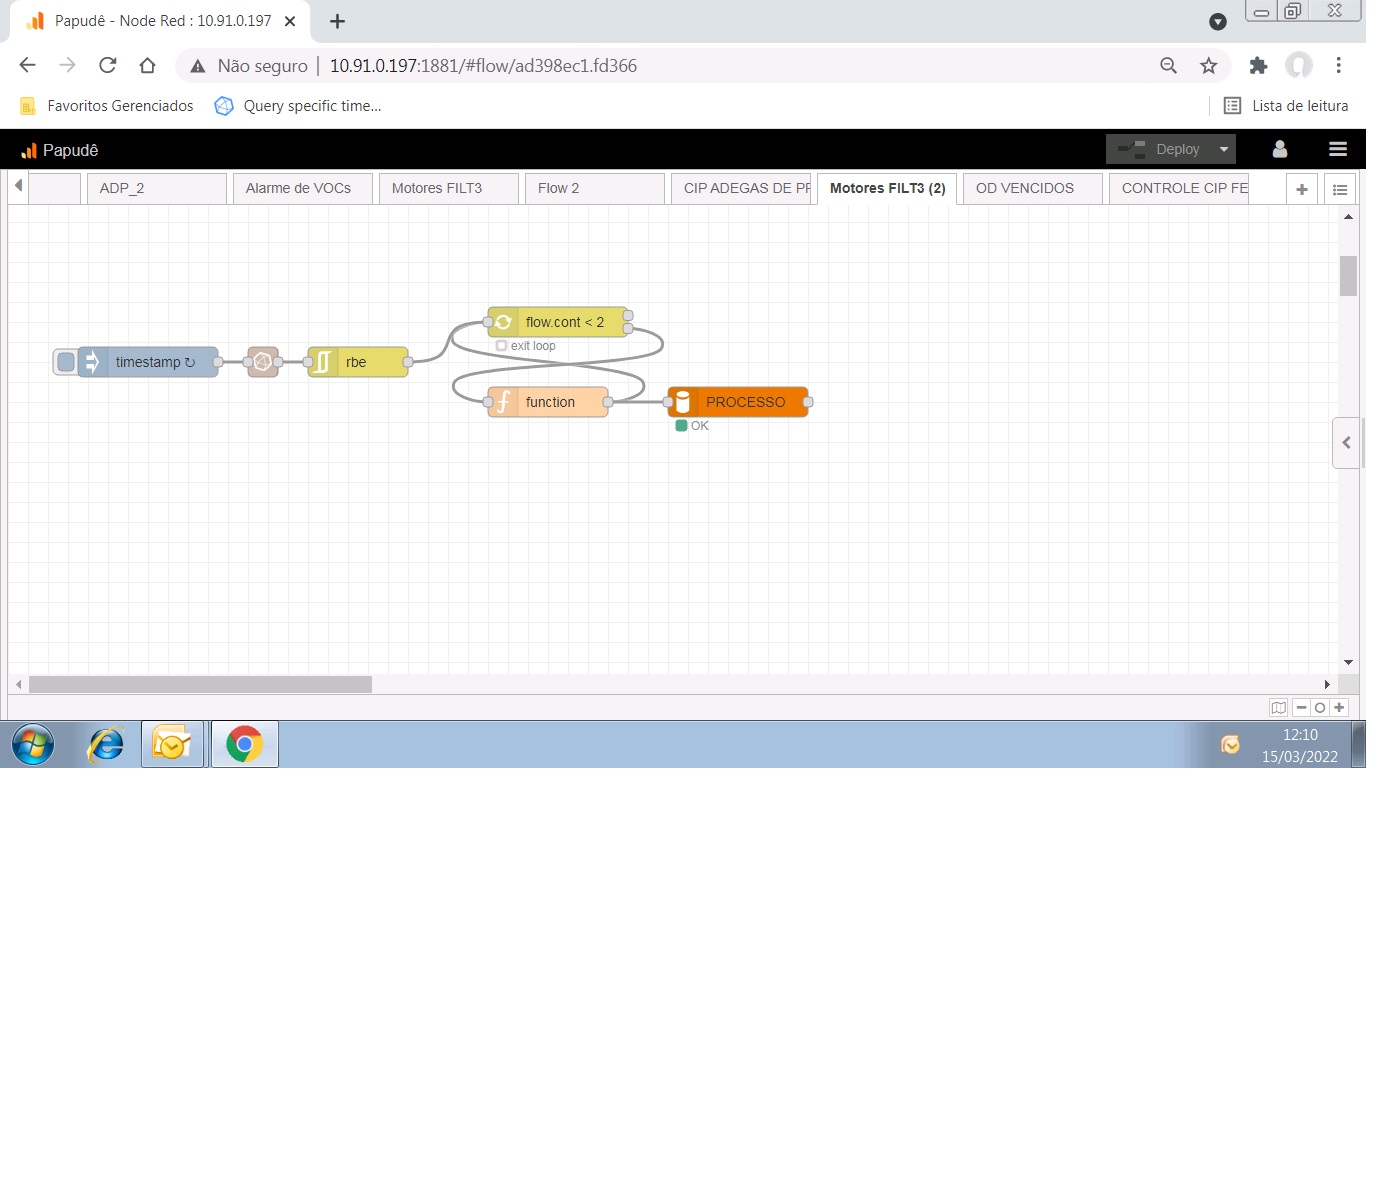 Papudê - Node Red : 10.91.0.197
Não seguro | 10.91.0.197:1881/#flow/ad398ec1.fd366
Favoritos Gerenciados
Query specific time...
Lista de leitura
Papudê
Deploy
ADP_2
Alarme de VOCs
Motores FILT3
Flow 2
CIP ADEGAS DE PF
Motores FILT3 (2)
OD VENCIDOS
CONTROLE CIP FE
flow.cont < 2
exit loop
timestamp ↻
rbe
function
PROCESSO
OK
12:10
15/03/2022